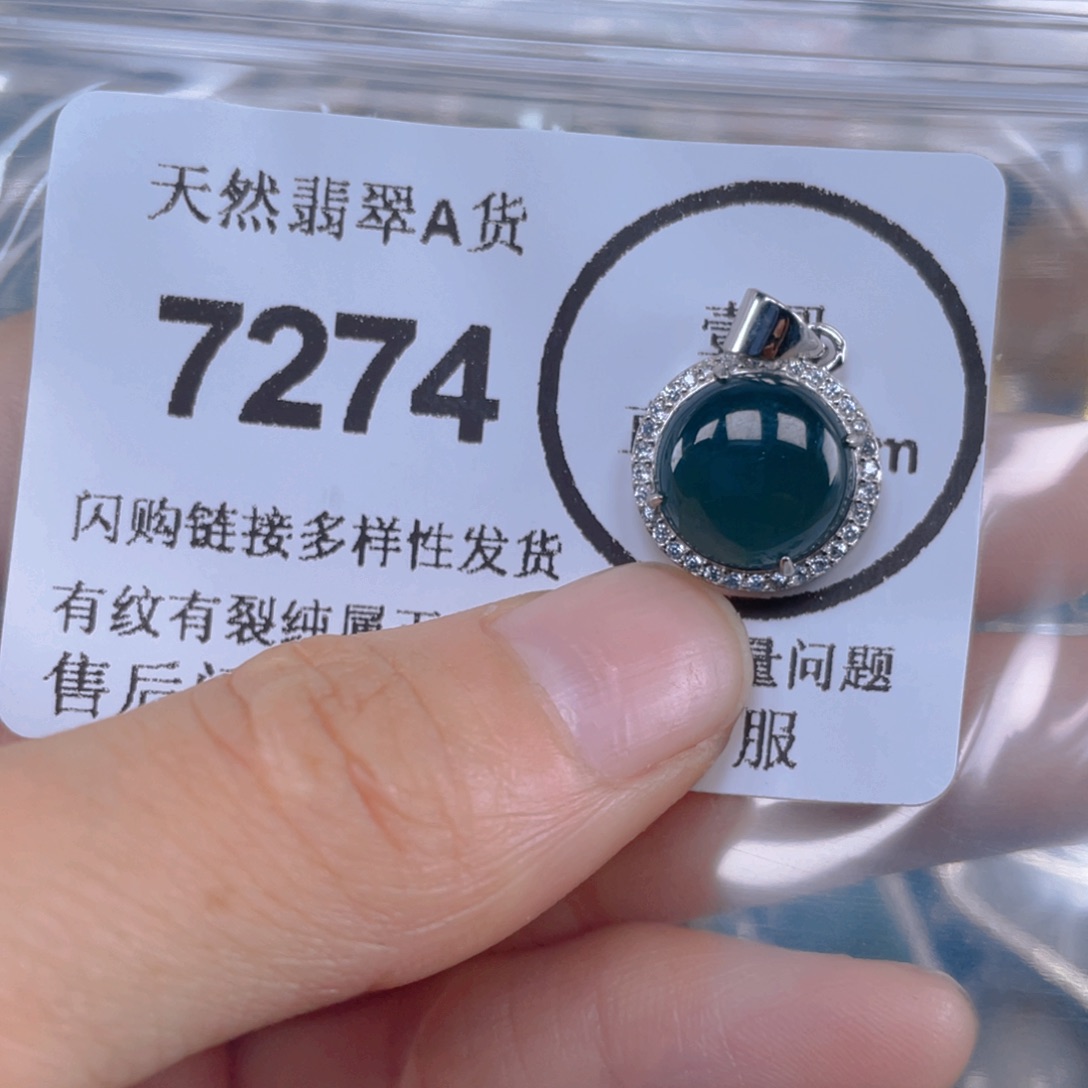 天然翡翠A货
7274
m
闪购链接多样性发货
有纹有裂纯属 量问题
售后 服